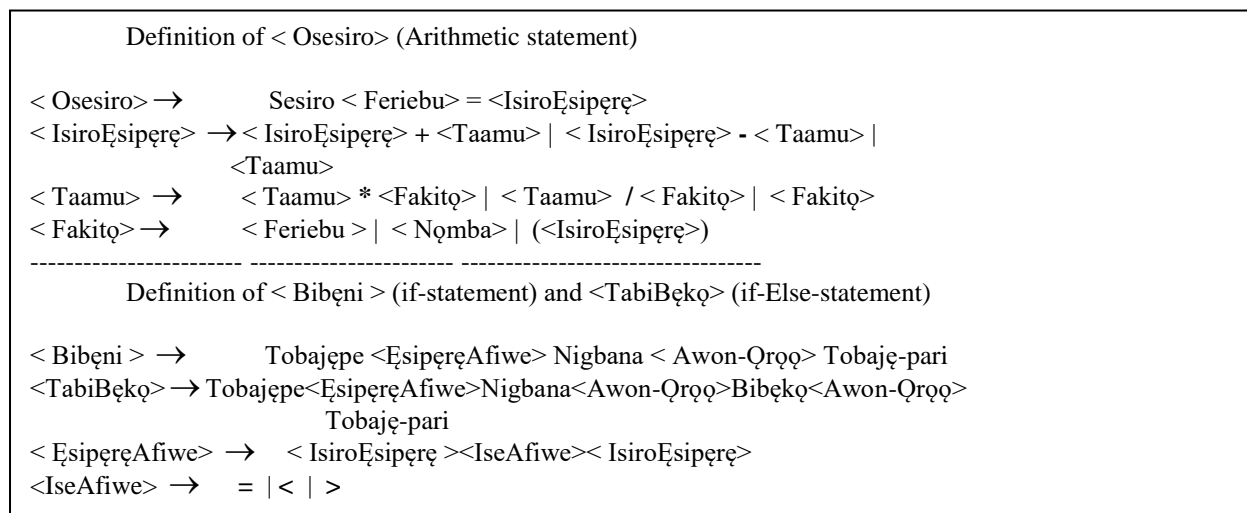 Definition of < Osesiro> (Arithmetic statement)
< Osesiro> → Sesiro < Feriebu> = <IsiroẸsipẹrẹ>
< IsiroẸsipẹrẹ> → < IsiroẸsipẹrẹ> + <Taamu> | < IsiroẸsipẹrẹ> - < Taamu> |
<Taamu>
< Taamu> → < Taamu> * <Fakitọ> | < Taamu> / < Fakitọ> | < Fakitọ>
< Fakitọ> → < Feriebu > | < Nọmba> | (<IsiroẸsipẹrẹ>)
------------------------ ----------------------- ----------------------------------
Definition of < Bibẹni > (if-statement) and <TabiBẹkọ> (if-Else-statement)
< Bibẹni > → Tobajẹpe <ẸsipẹrẹAfiwe> Nigbana < Awon-Ọrọọ> Tobajẹ-pari
<TabiBẹkọ> → Tobajẹpe<ẸsipẹrẹAfiwe>Nigbana<Awon-Ọrọọ>Bibẹkọ<Awon-Ọrọọ>
Tobajẹ-pari
< ẸsipẹrẹAfiwe> → < IsiroẸsipẹrẹ ><IseAfiwe>< IsiroẸsipẹrẹ>
<IseAfiwe> → = | < | >